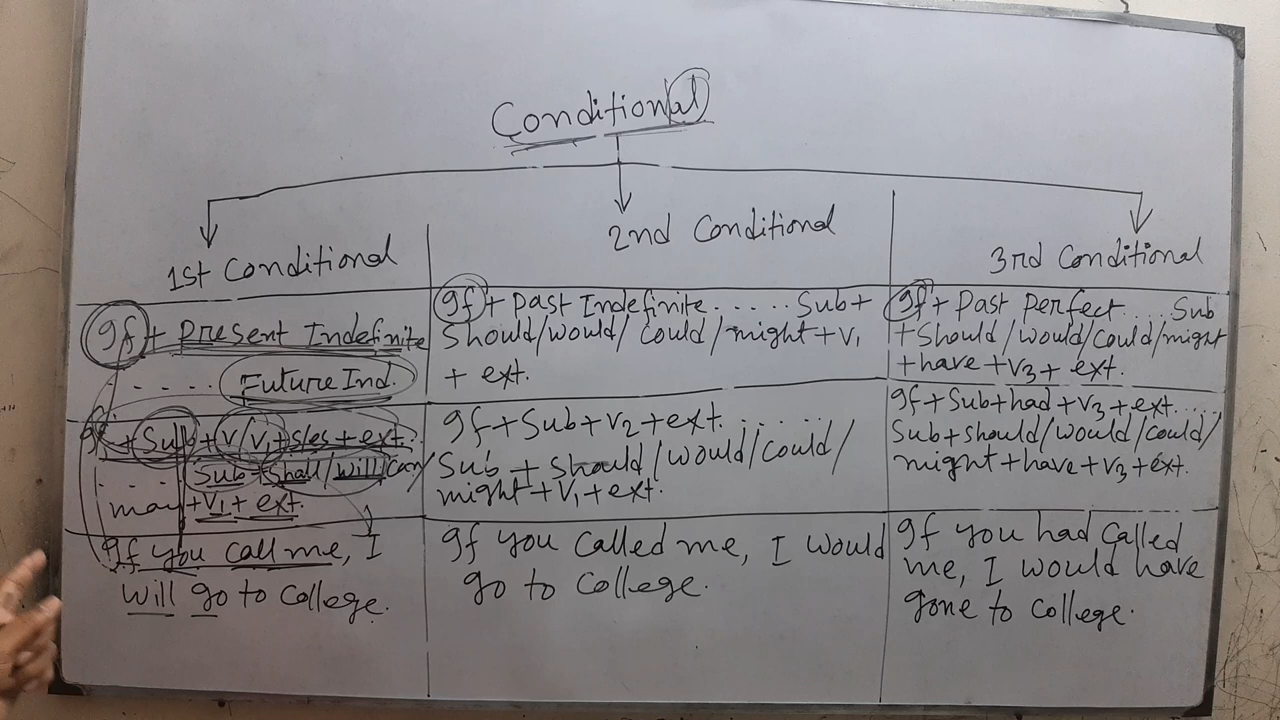 Conditional
1st Conditional
2nd Conditional
3rd Conditional
If + Present Indefinite
..... Future Ind.
If + Sub + V/V1 + s/es + ext...
..... Sub + Shall/will/can/
may + V1 + ext.
If you call me, I
will go to college.
If + Past Indefinite...... Sub +
Should/would/could/might + V1
+ ext.
If + Sub + V2 + ext.......
Sub + Should/would/could/
might + V1 + ext.
If you called me, I would
go to college.
If + Past perfect..... Sub
+ Should/would/could/might
+ have + V3 + ext.
If + Sub + had + V3 + ext.....
Sub + should/would/could/
might + have + V3 + ext.
If you had called
me, I would have
gone to college.